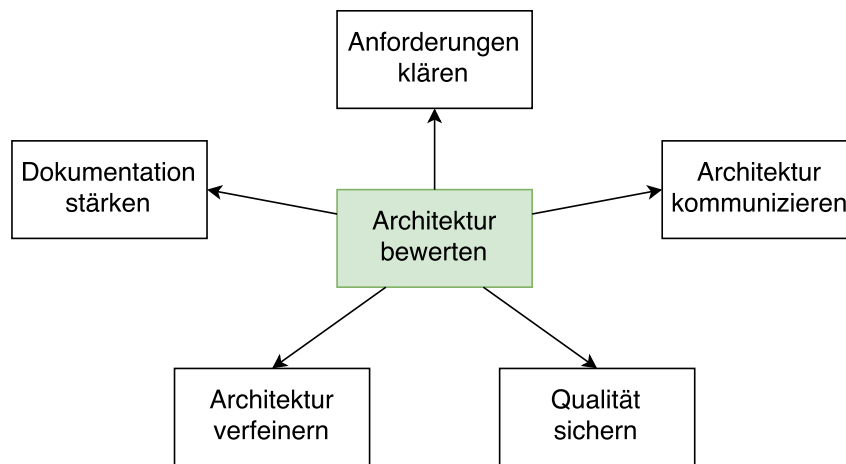 Anforderungen
klären
Dokumentation
stärken
Architektur
kommunizieren
Architektur
bewerten
Architektur
verfeinern
Qualität
sichern